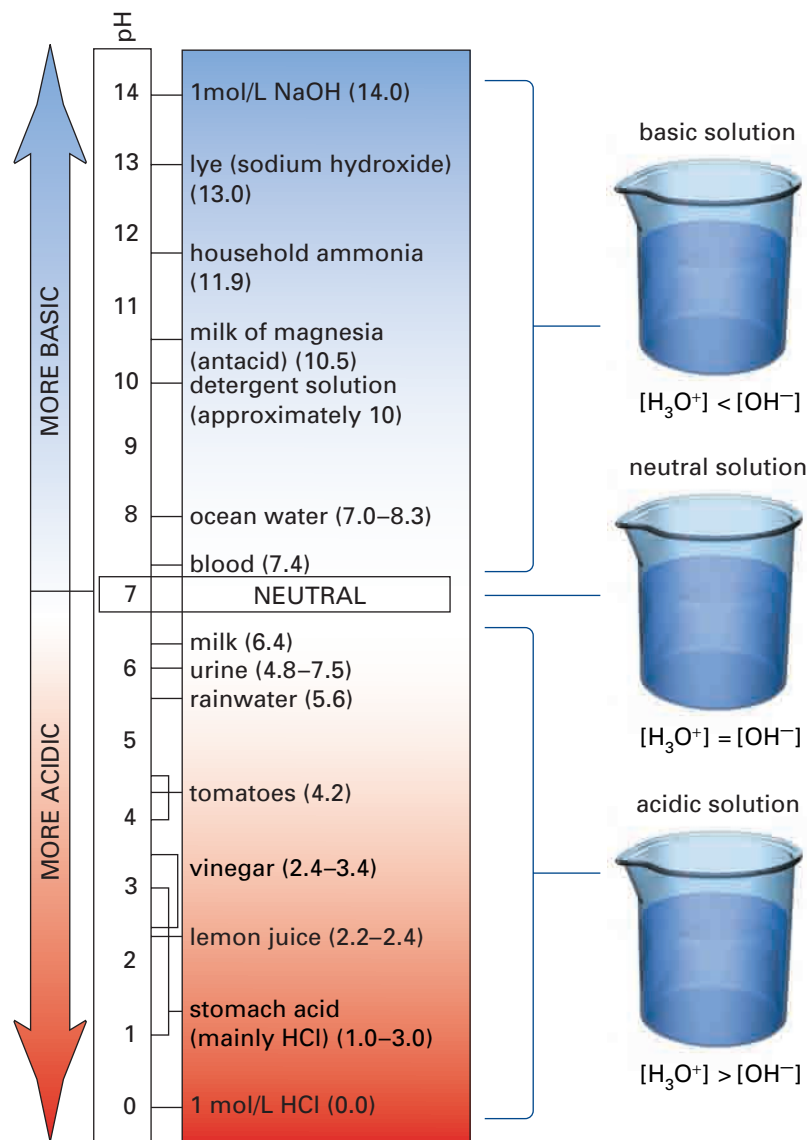 pH
MORE BASIC
MORE ACIDIC
14
13
12
11
10
9
8
7
6
5
4
3
2
1
0
1mol/L NaOH (14.0)
lye (sodium hydroxide)
(13.0)
household ammonia
(11.9)
milk of magnesia
(antacid) (10.5)
detergent solution
(approximately 10)
ocean water (7.0–8.3)
blood (7.4)
NEUTRAL
milk (6.4)
urine (4.8–7.5)
rainwater (5.6)
tomatoes (4.2)
vinegar (2.4–3.4)
lemon juice (2.2–2.4)
stomach acid
(mainly HCl) (1.0–3.0)
1 mol/L HCl (0.0)
basic solution
[H₃O⁺] < [OH⁻]
neutral solution
[H₃O⁺] = [OH⁻]
acidic solution
[H₃O⁺] > [OH⁻]